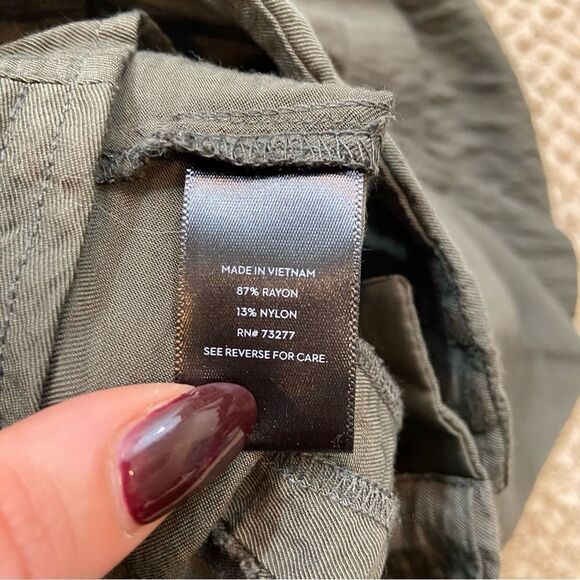 MADE IN VIETNAM
87% RAYON
13% NYLON
RN# 73277
SEE REVERSE FOR CARE.